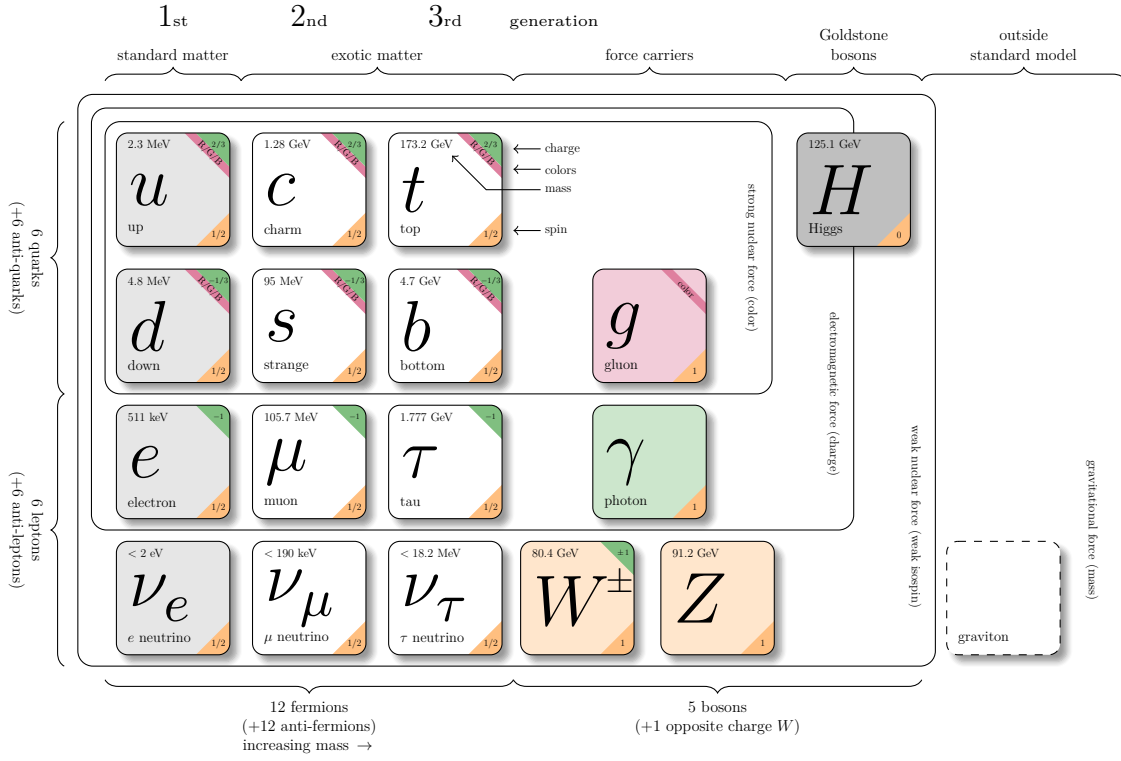 1st 2nd 3rd generation
standard matter exotic matter force carriers Goldstone bosons outside standard model
2.3 MeV 2/3 R/G/B
u
up 1/2
1.28 GeV 2/3 R/G/B
c
charm 1/2
173.2 GeV 2/3 R/G/B
t
top 1/2
charge
colors
mass
spin
125.1 GeV
H
Higgs 0
6 quarks
(+6 anti-quarks)
4.8 MeV −1/3 R/G/B
d
down 1/2
95 MeV −1/3 R/G/B
s
strange 1/2
4.7 GeV −1/3 R/G/B
b
bottom 1/2
color
g
gluon 1
strong nuclear force (color)
6 leptons
(+6 anti-leptons)
511 keV −1
e
electron 1/2
105.7 MeV −1
μ
muon 1/2
1.777 GeV −1
τ
tau 1/2
γ
photon 1
electromagnetic force (charge)
< 2 eV
νe
e neutrino 1/2
< 190 keV
νμ
μ neutrino 1/2
< 18.2 MeV
ντ
τ neutrino 1/2
80.4 GeV ±1
W±
1
91.2 GeV
Z
1
weak nuclear force (weak isospin)
graviton
gravitational force (mass)
12 fermions
(+12 anti-fermions)
increasing mass →
5 bosons
(+1 opposite charge W)